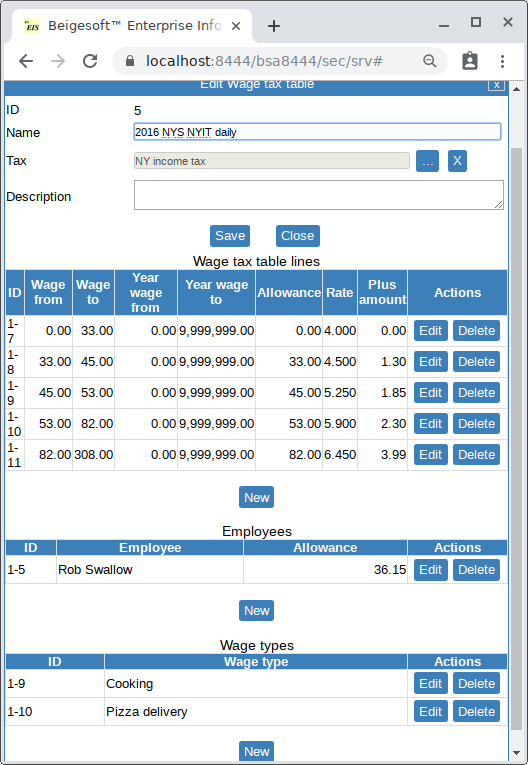 EIS Beigesoft™ Enterprise Info
localhost:8444/bsa8444/sec/srv#
Edit Wage tax table x
ID 5
Name 2016 NYS NYIT daily
Tax NY income tax ... X
Description
Save Close
Wage tax table lines
ID Wage from Wage to Year wage from Year wage to Allowance Rate Plus amount Actions
1-7 0.00 33.00 0.00 9,999,999.00 0.00 4.000 0.00 Edit Delete
1-8 33.00 45.00 0.00 9,999,999.00 33.00 4.500 1.30 Edit Delete
1-9 45.00 53.00 0.00 9,999,999.00 45.00 5.250 1.85 Edit Delete
1-10 53.00 82.00 0.00 9,999,999.00 53.00 5.900 2.30 Edit Delete
1-11 82.00 308.00 0.00 9,999,999.00 82.00 6.450 3.99 Edit Delete
New
Employees
ID Employee Allowance Actions
1-5 Rob Swallow 36.15 Edit Delete
New
Wage types
ID Wage type Actions
1-9 Cooking Edit Delete
1-10 Pizza delivery Edit Delete
New